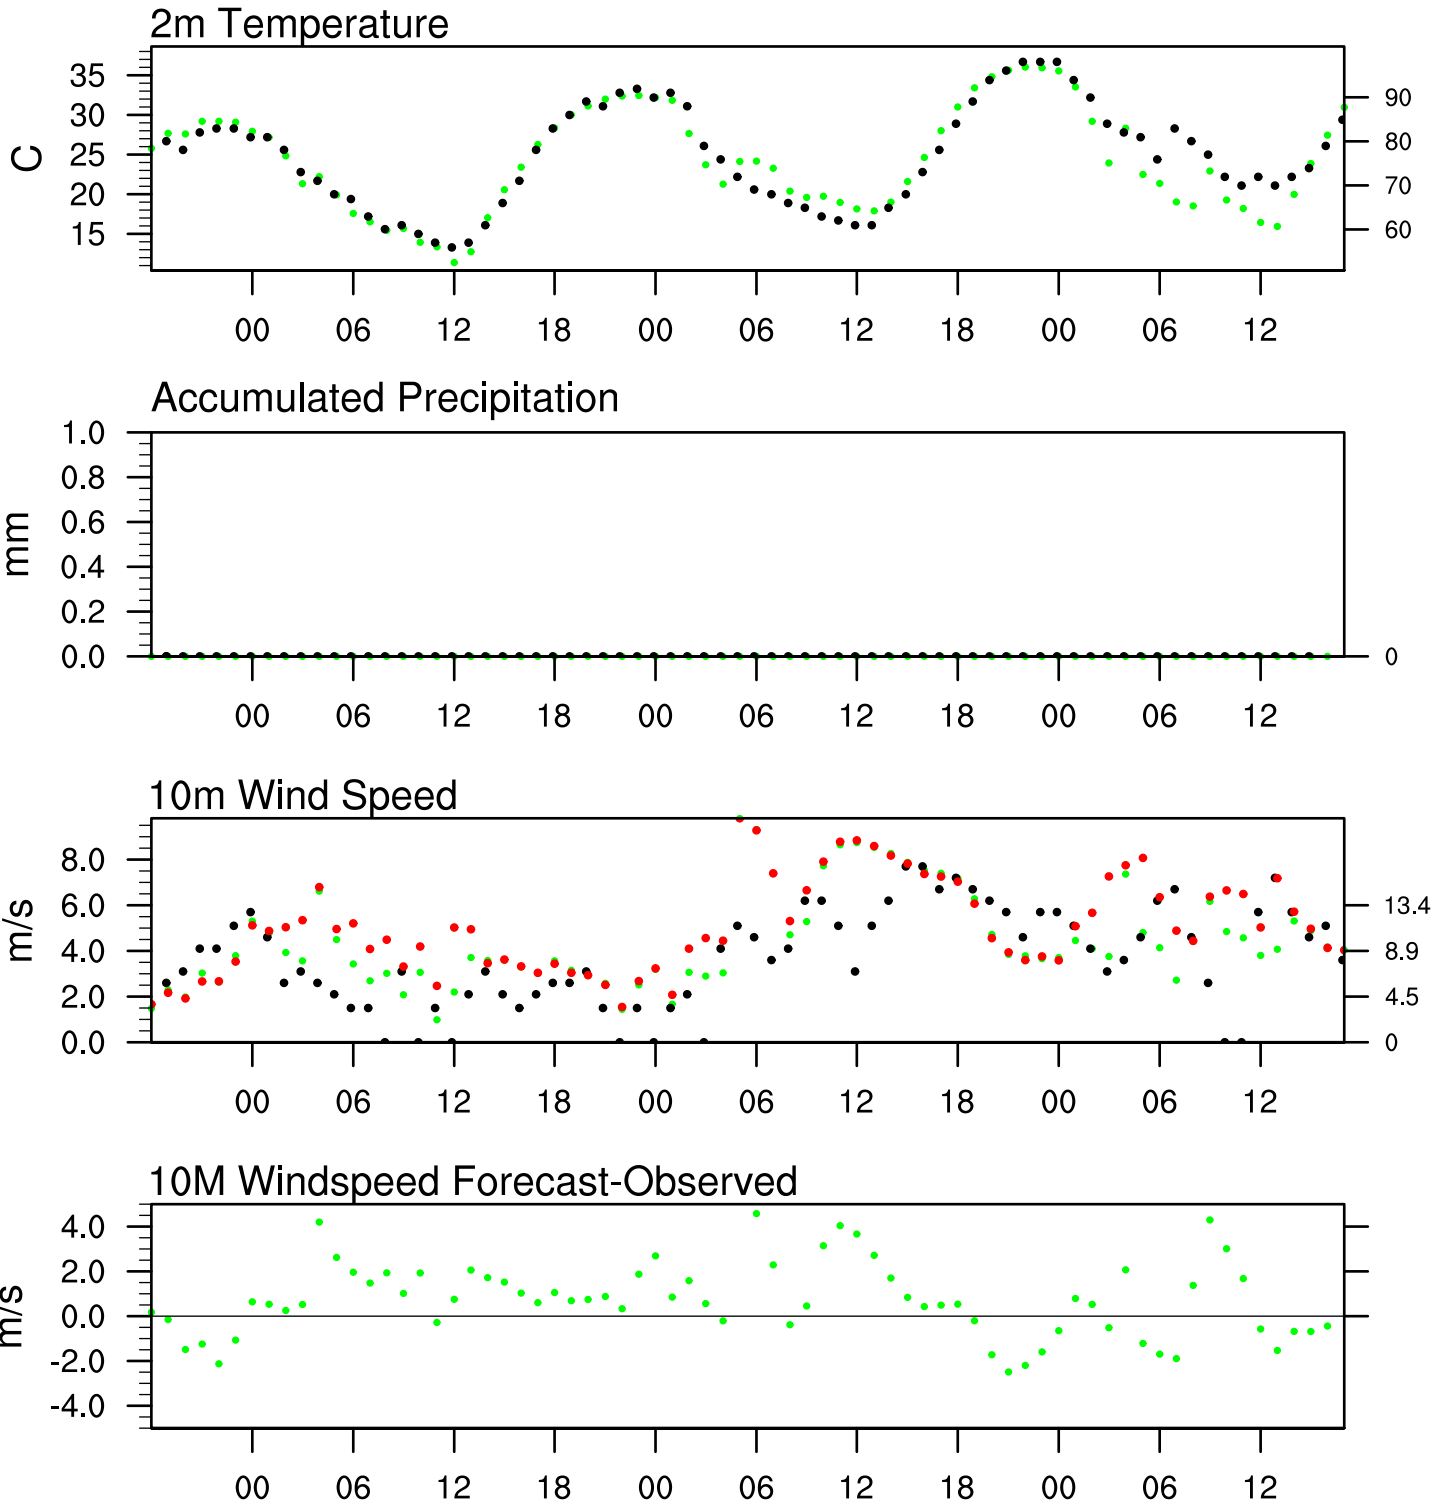 2m Temperature
35
30
25
20
15
C
90
80
70
60
00 06 12 18 00 06 12 18 00 06 12
Accumulated Precipitation
1.0
0.8
0.6
0.4
0.2
0.0
mm
0
00 06 12 18 00 06 12 18 00 06 12
10m Wind Speed
8.0
6.0
4.0
2.0
0.0
m/s
13.4
8.9
4.5
0
00 06 12 18 00 06 12 18 00 06 12
10M Windspeed Forecast-Observed
4.0
2.0
0.0
-2.0
-4.0
m/s
00 06 12 18 00 06 12 18 00 06 12